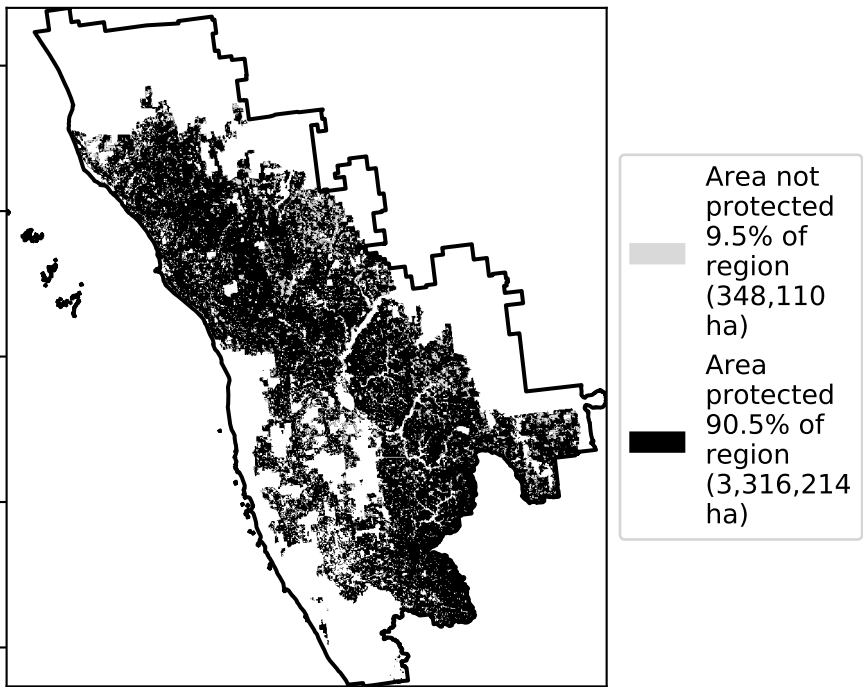 Area not
protected
9.5% of
region
(348,110
ha)
Area
protected
90.5% of
region
(3,316,214
ha)